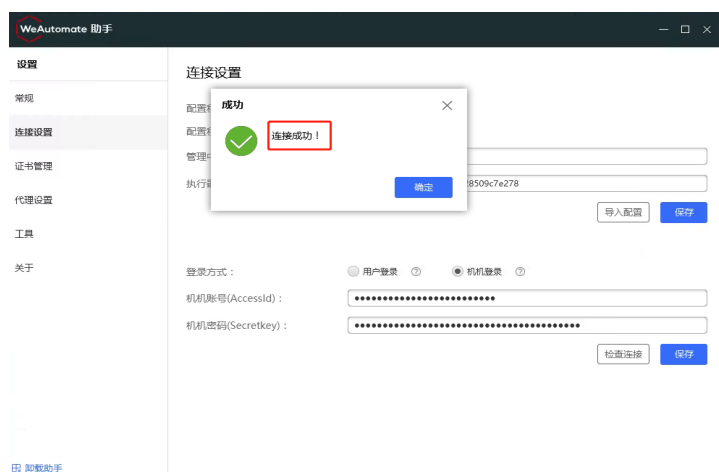 WeAutomate 助手
设置
常规
连接设置
证书管理
代理设置
工具
关于
卸载助手
连接设置
配置
配置
管理
执行
28509c7e278
导入配置 保存
成功
连接成功！
确定
登录方式： 用户登录 机机登录
机机账号(AccessId)：
机机密码(Secretkey)：
检查连接 保存